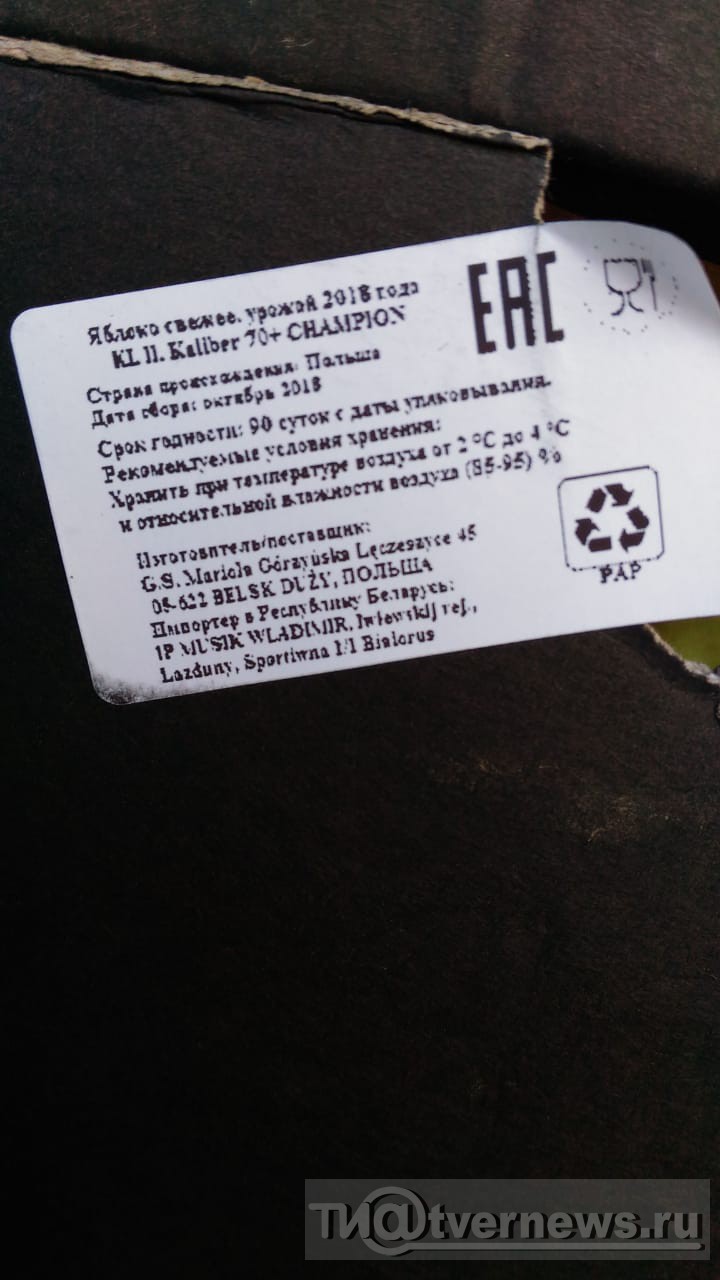 Яблоко свежее, урожай 2018 года
KL II. Kaliber 70+ CHAMPION
Страна происхождения: Польша
Дата сбора: октябрь 2018
Срок годности: 90 суток с даты упаковывания.
Рекомендуемые условия хранения:
Хранить при температуре воздуха от 2 °C до 4 °C
и относительной влажности воздуха (85-95) %
Изготовитель/поставщик:
G.S. Mariola Górzyńska Łęczeszyce 45
05-622 BELSK DUŻY, ПОЛЬША
Импортер в Республику Беларусь:
IP MUSIK WLADIMIR, Iwlewskij rej.,
Lazduny, Sportiwna 1/1 Bialorus
EAC
PAP
ТИ@tvernews.ru